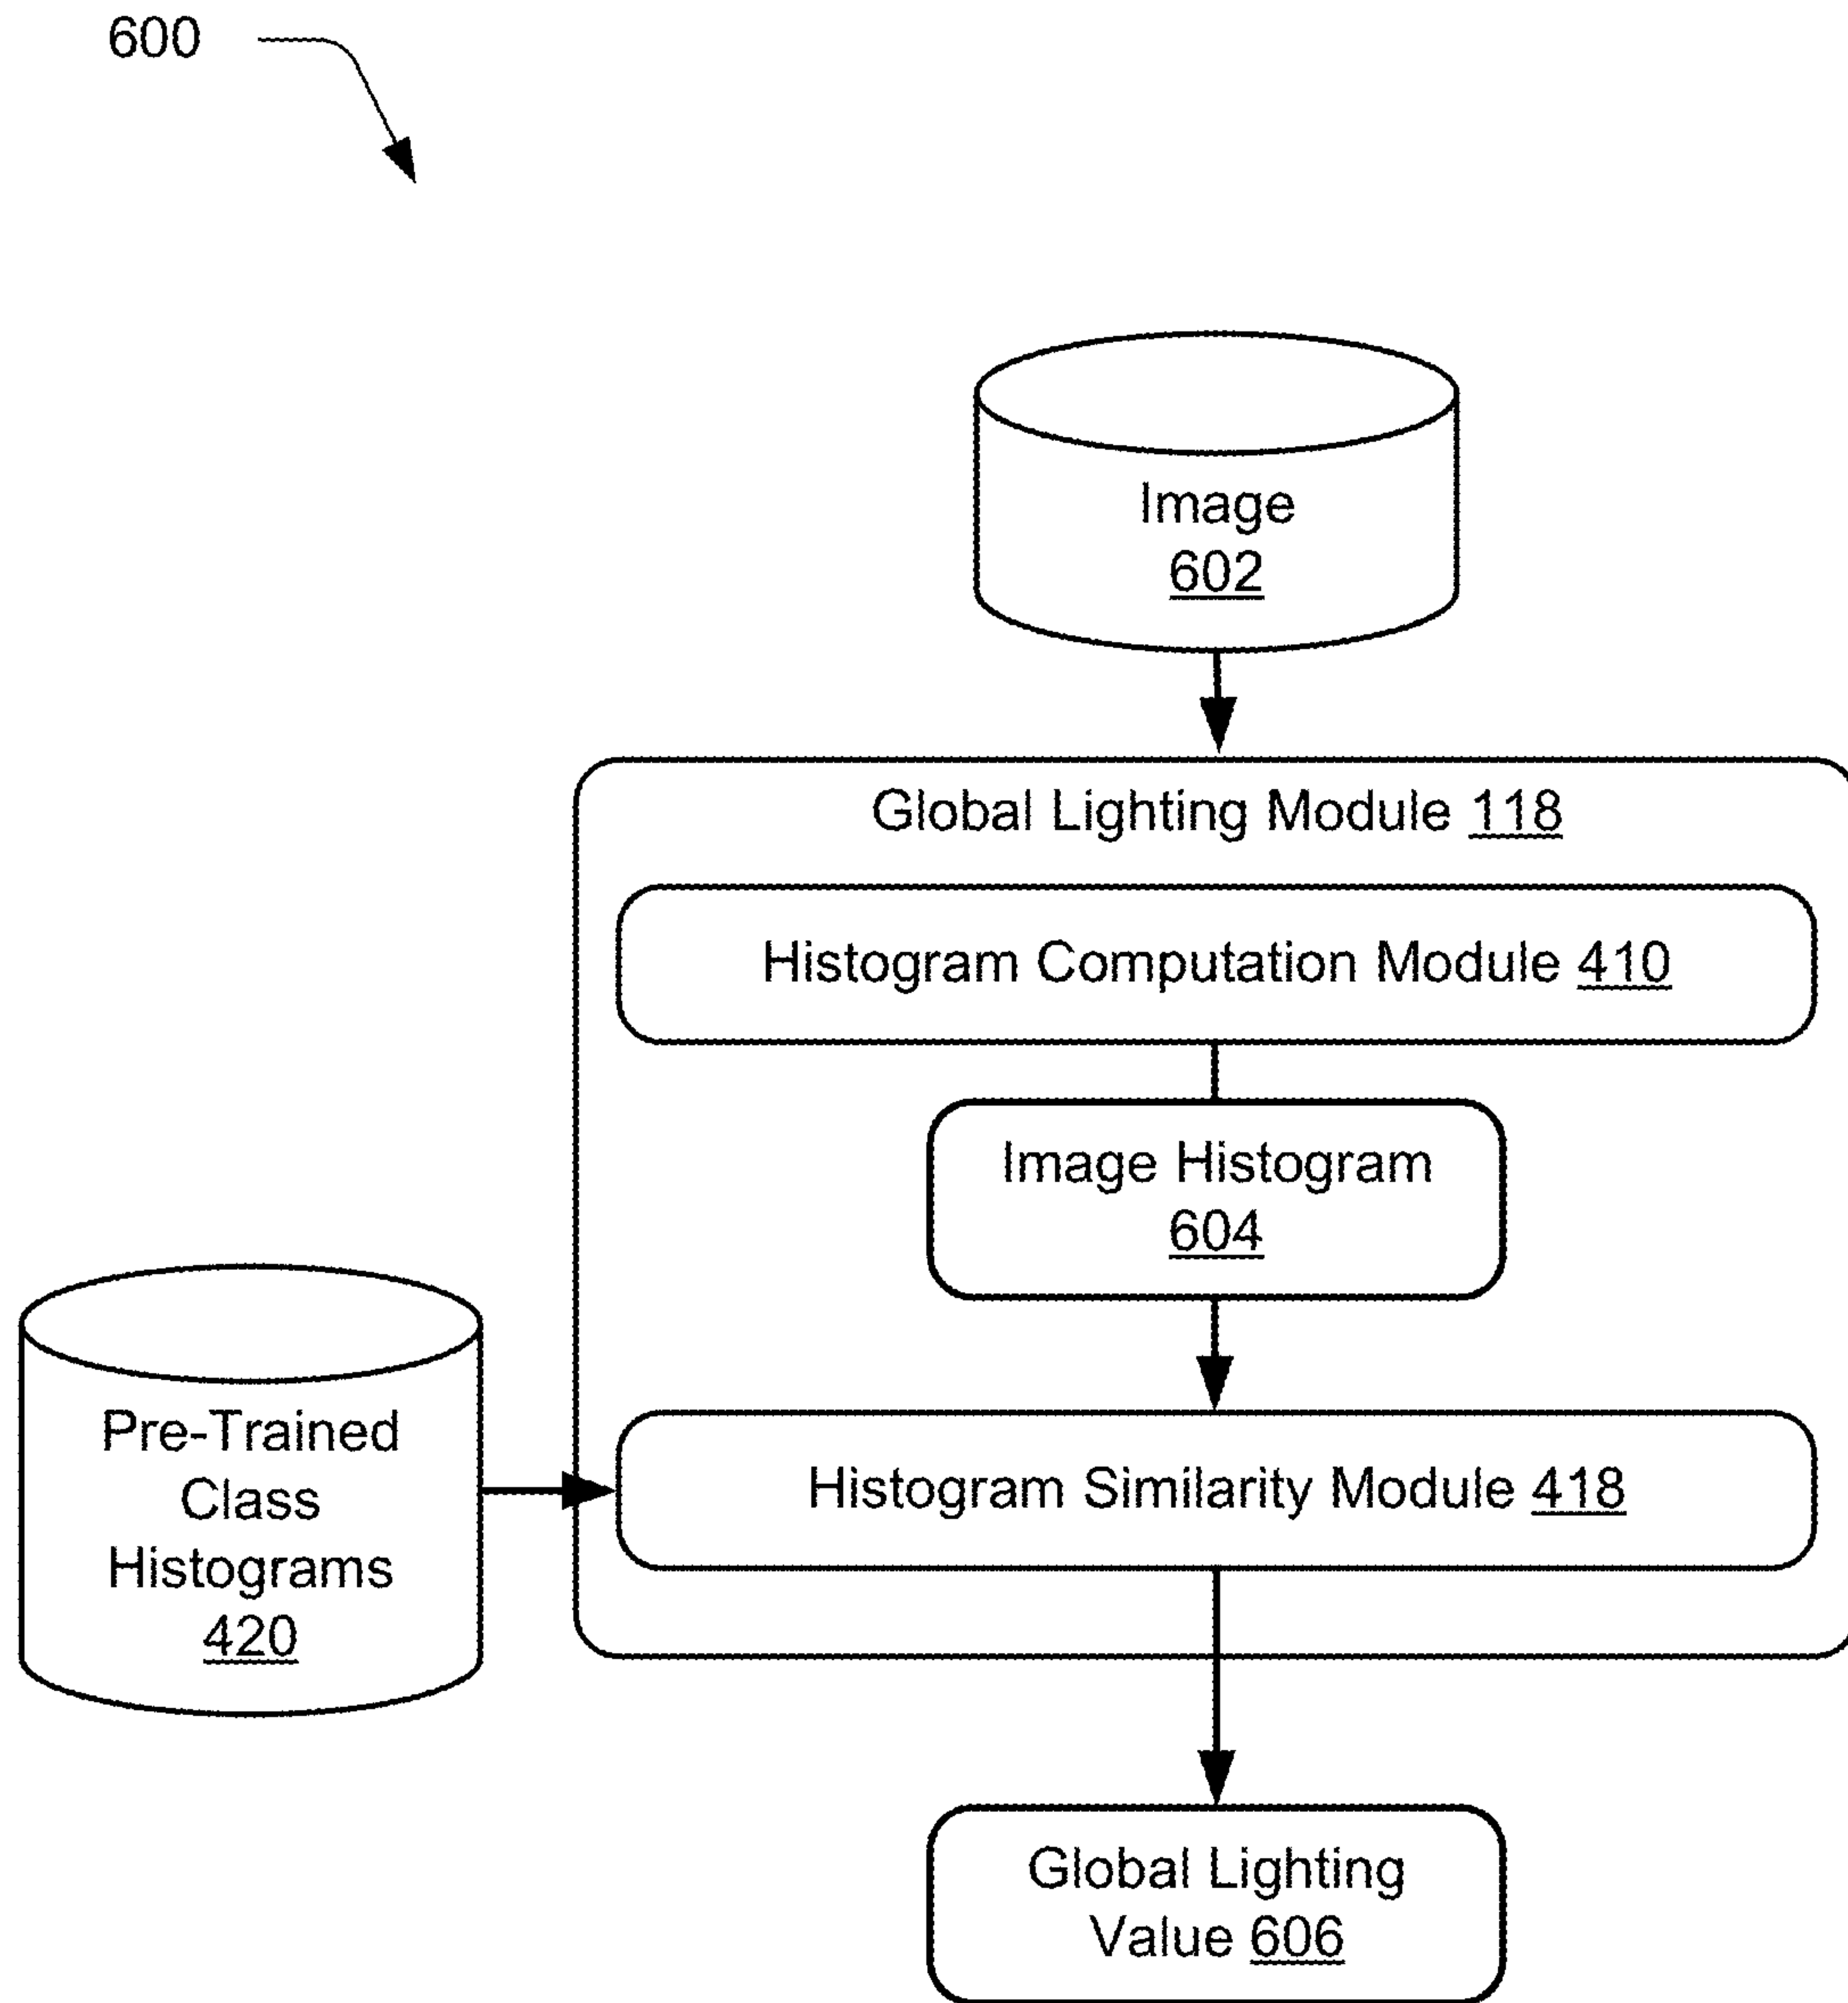 600
Image
602
Global Lighting Module 118
Histogram Computation Module 410
Image Histogram
604
Pre-Trained
Class
Histograms
420
Histogram Similarity Module 418
Global Lighting
Value 606